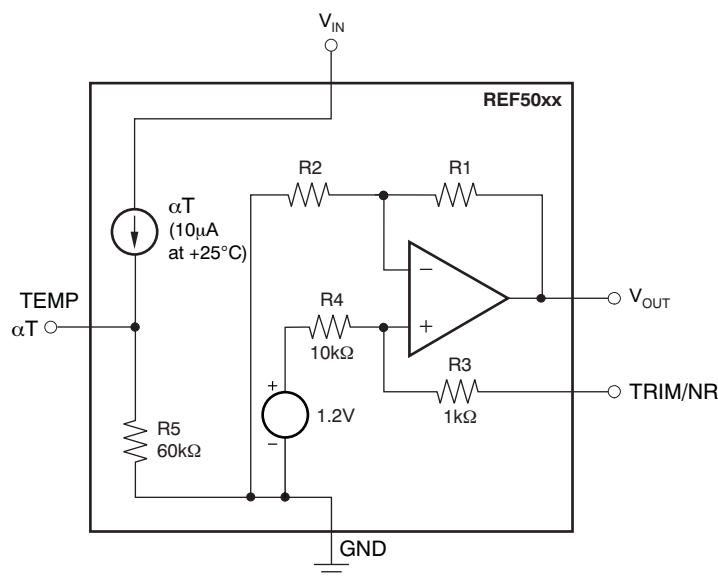 V_IN
REF50xx
R2
R1
αT
(10µA
at +25°C)
−
V_OUT
R4
10kΩ
+
TEMP
αT
R3
1kΩ
TRIM/NR
+
1.2V
−
R5
60kΩ
GND